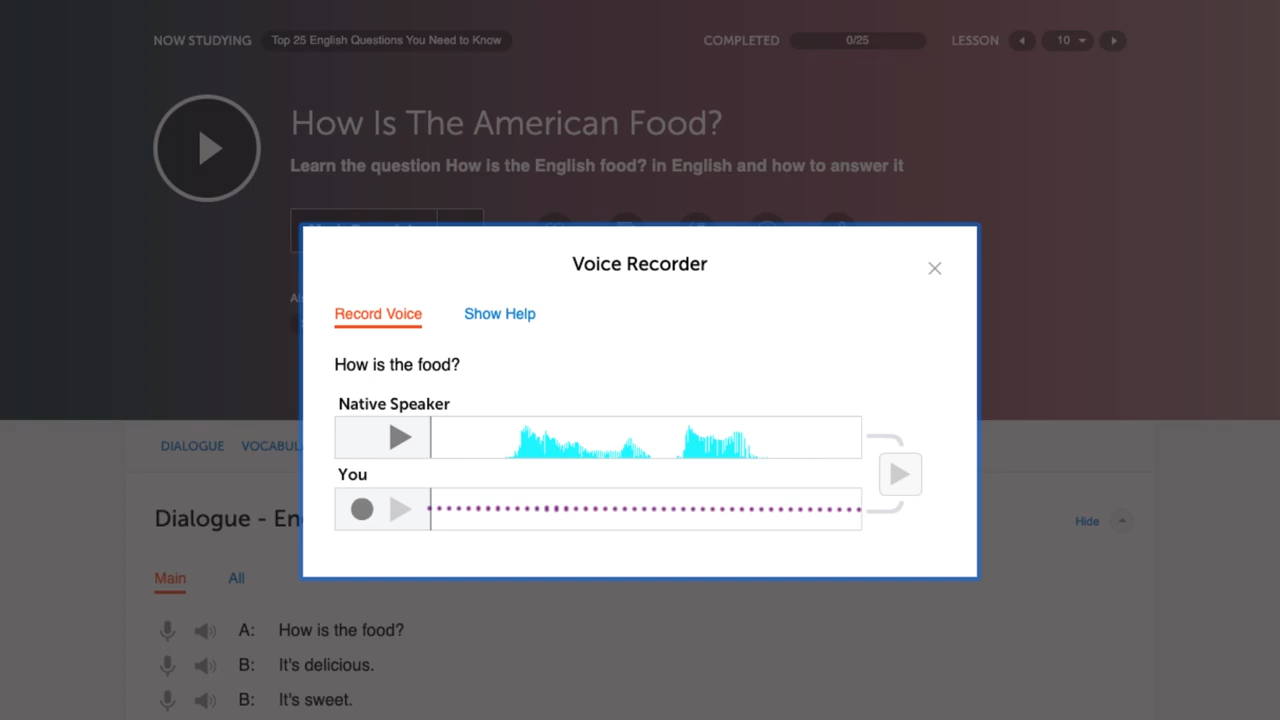 NOW STUDYING Top 25 English Questions You Need to Know COMPLETED 0/25 LESSON 10
How Is The American Food?
Learn the question How is the English food? in English and how to answer it
Voice Recorder
Record Voice Show Help
How is the food?
Native Speaker
You
DIALOGUE
Dialogue
Hide
Main All
A: How is the food?
B: It's delicious.
B: It's sweet.